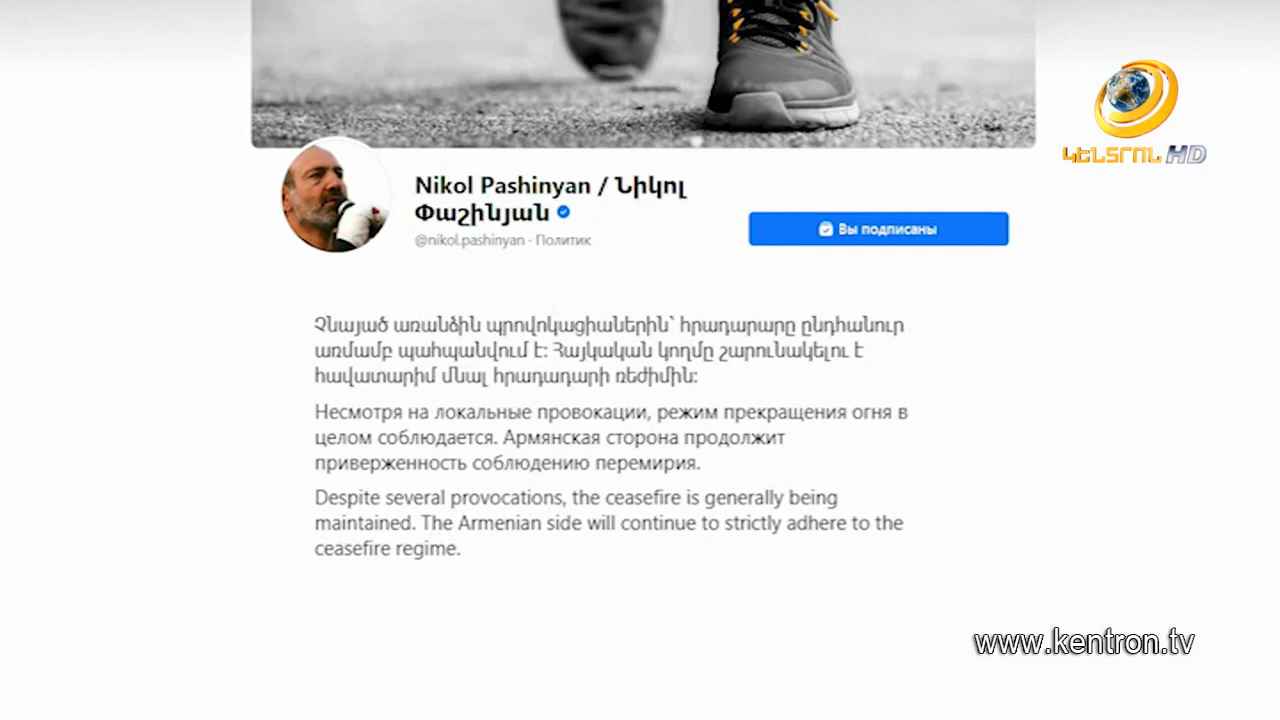 ԿԵՆՏՐՈՆ HD
Nikol Pashinyan / Նիկոլ
Փաշինյան
@nikol.pashinyan - Политик
Вы подписаны
Չնայած առանձին պրովոկացիաներին՝ հրադարարը ընդհանուր
առմամբ պահպանվում է: Հայկական կողմը շարունակելու է
հավատարիմ մնալ հրադադարի ռեժիմին:
Несмотря на локальные провокации, режим прекращения огня в
целом соблюдается. Армянская сторона продолжит
приверженность соблюдению перемирия.
Despite several provocations, the ceasefire is generally being
maintained. The Armenian side will continue to strictly adhere to the
ceasefire regime.
www.kentron.tv